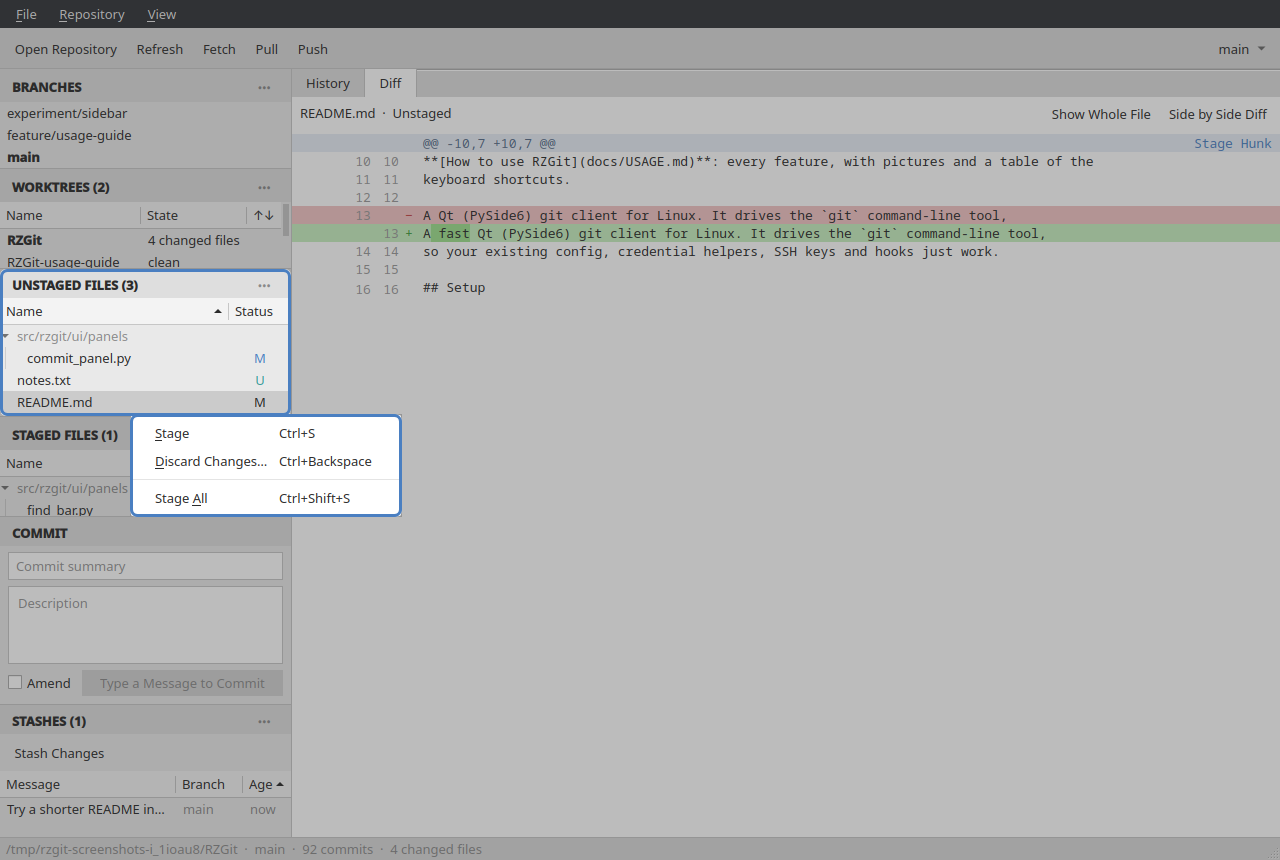 File Repository View
Open Repository Refresh Fetch Pull Push main
BRANCHES ...
experiment/sidebar
feature/usage-guide
main
WORKTREES (2) ...
Name State ↑↓
RZGit 4 changed files
RZGit-usage-guide clean
UNSTAGED FILES (3) ...
Name Status
src/rzgit/ui/panels
commit_panel.py M
notes.txt U
README.md M
Stage Ctrl+S
Discard Changes... Ctrl+Backspace
Stage All Ctrl+Shift+S
STAGED FILES (1)
Name
src/rzgit/ui/panels
find_bar.py
COMMIT
Commit summary
Description
Amend Type a Message to Commit
STASHES (1) ...
Stash Changes
Message Branch Age
Try a shorter README in... main now
History Diff
README.md · Unstaged Show Whole File Side by Side Diff
@@ -10,7 +10,7 @@ Stage Hunk
10 10 **[How to use RZGit](docs/USAGE.md)**: every feature, with pictures and a table of the
11 11 keyboard shortcuts.
12 12
13 − A Qt (PySide6) git client for Linux. It drives the `git` command-line tool,
13 + A fast Qt (PySide6) git client for Linux. It drives the `git` command-line tool,
14 14 so your existing config, credential helpers, SSH keys and hooks just work.
15 15
16 16 ## Setup
/tmp/rzgit-screenshots-i_1ioau8/RZGit · main · 92 commits · 4 changed files